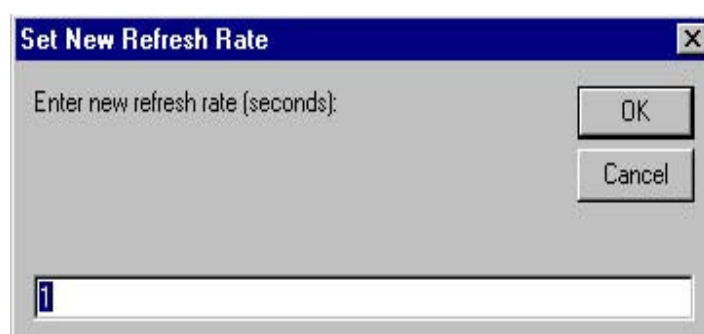 Set New Refresh Rate
Enter new refresh rate (seconds):
OK
Cancel
1